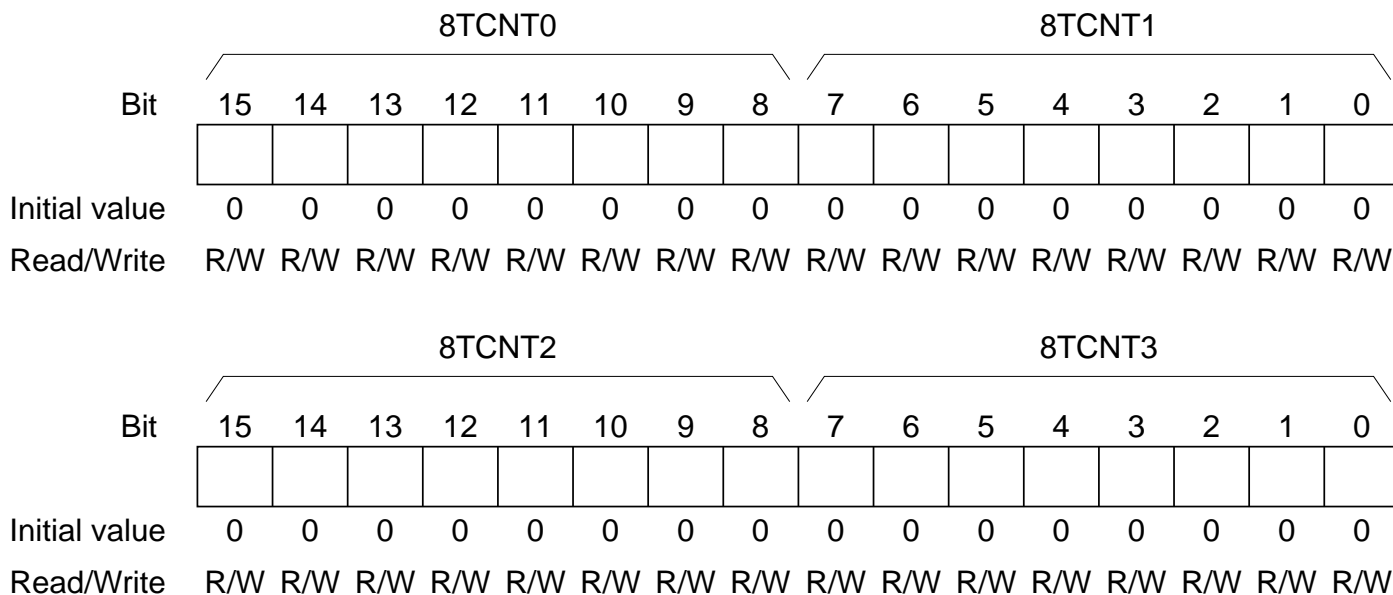 8TCNT0 8TCNT1
Bit 15 14 13 12 11 10 9 8 7 6 5 4 3 2 1 0
Initial value 0 0 0 0 0 0 0 0 0 0 0 0 0 0 0 0
Read/Write R/W R/W R/W R/W R/W R/W R/W R/W R/W R/W R/W R/W R/W R/W R/W R/W
8TCNT2 8TCNT3
Bit 15 14 13 12 11 10 9 8 7 6 5 4 3 2 1 0
Initial value 0 0 0 0 0 0 0 0 0 0 0 0 0 0 0 0
Read/Write R/W R/W R/W R/W R/W R/W R/W R/W R/W R/W R/W R/W R/W R/W R/W R/W